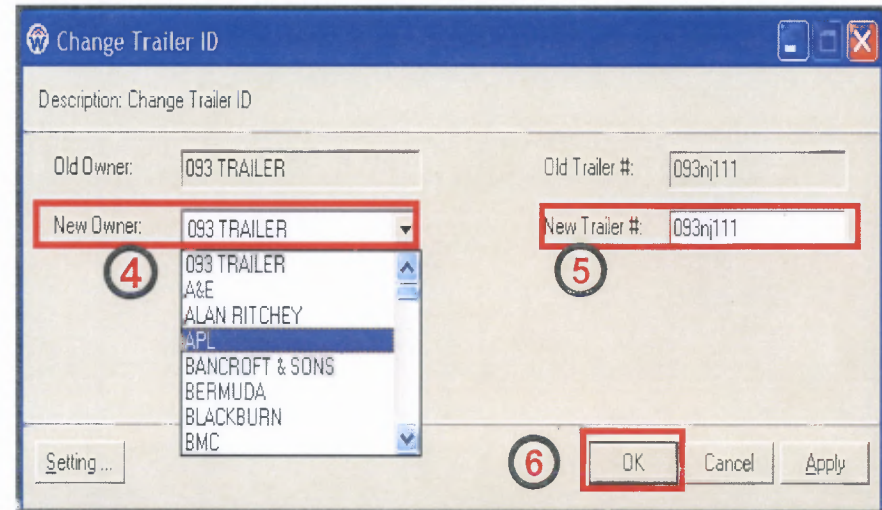 Change Trailer ID
Description: Change Trailer ID
Old Owner: 093 TRAILER Old Trailer #: 093nj111
New Owner: 093 TRAILER New Trailer #: 093nj111
4
5
093 TRAILER
A&E
ALAN RITCHEY
APL
BANCROFT & SONS
BERMUDA
BLACKBURN
BMC
Setting ... 6 OK Cancel Apply